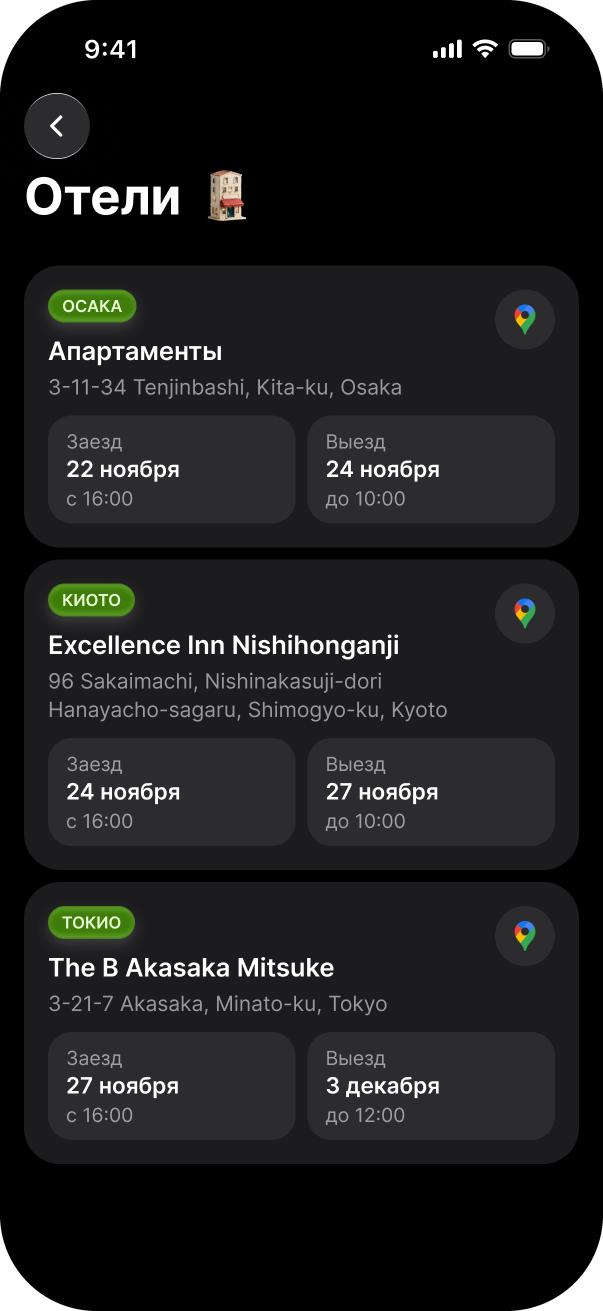 9:41
Отели
ОСАКА
Апартаменты
3-11-34 Tenjinbashi, Kita-ku, Osaka
Заезд
22 ноября
с 16:00
Выезд
24 ноября
до 10:00
КИОТО
Excellence Inn Nishihonganji
96 Sakaimachi, Nishinakasuji-dori
Hanayacho-sagaru, Shimogyo-ku, Kyoto
Заезд
24 ноября
с 16:00
Выезд
27 ноября
до 10:00
ТОКИО
The B Akasaka Mitsuke
3-21-7 Akasaka, Minato-ku, Tokyo
Заезд
27 ноября
с 16:00
Выезд
3 декабря
до 12:00